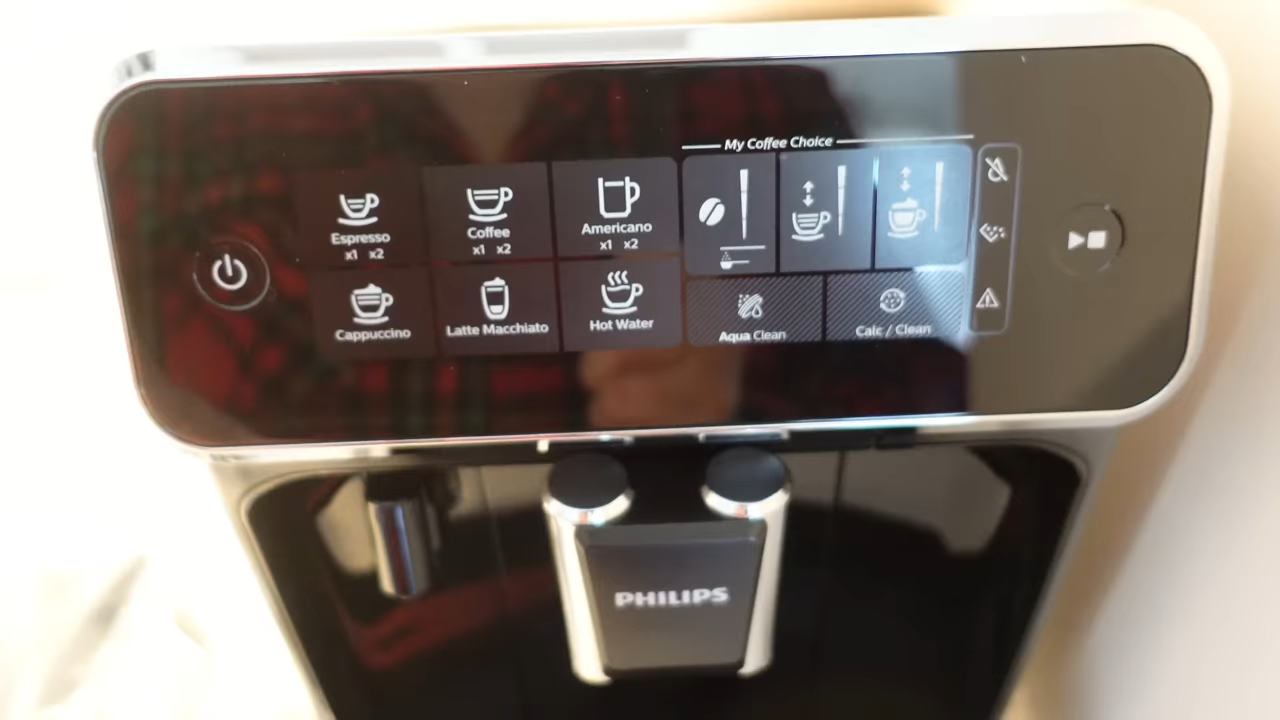 My Coffee Choice
Espresso
x1 x2
Coffee
x1 x2
Americano
x1 x2
Cappuccino
Latte Macchiato
Hot Water
Aqua Clean
Calc / Clean
PHILIPS